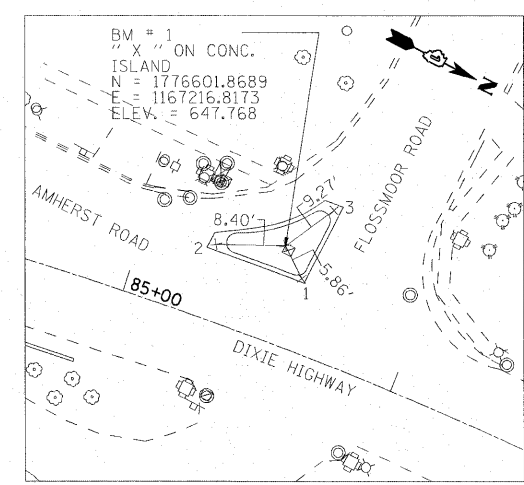 BM # 1
" X " ON CONC.
ISLAND
N = 1776601.8689
E = 1167216.8173
ELEV. = 647.768
N
FLOSSMOOR ROAD
AMHERST ROAD
9.27'
3
8.40'
2
5.86'
1
85+00
DIXIE HIGHWAY